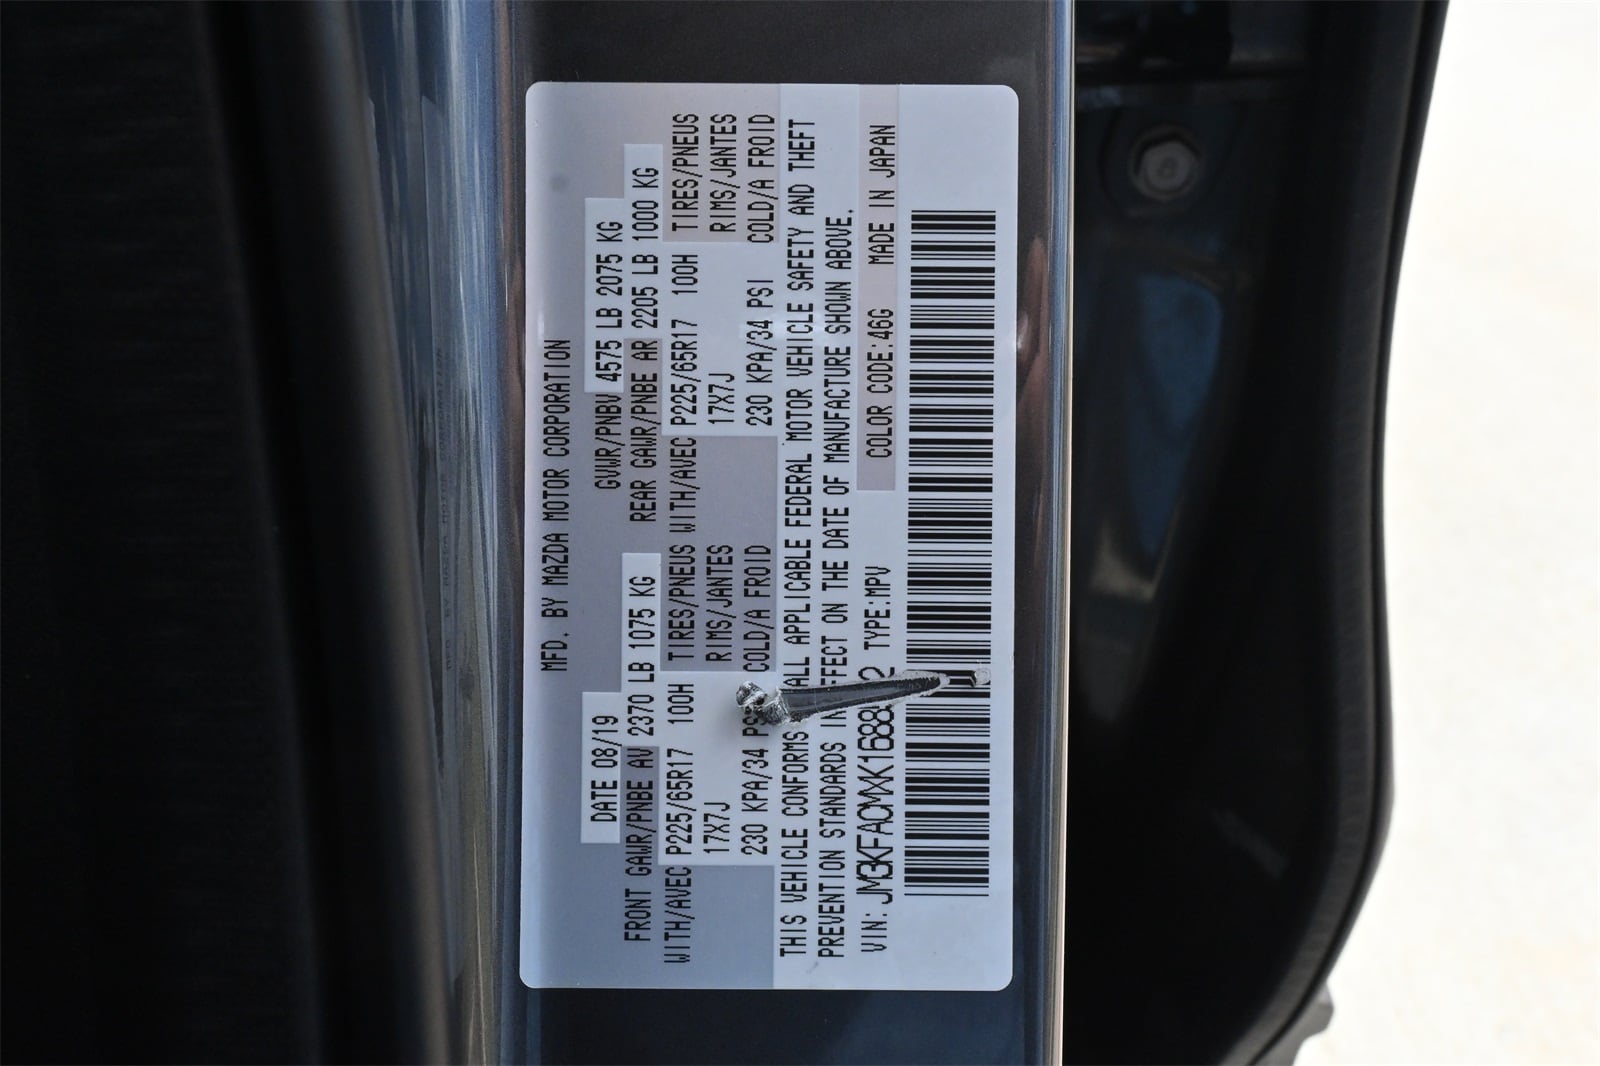 MFD. BY MAZDA MOTOR CORPORATION
DATE 08/19 GVWR/PNBV 4575 LB 2075 KG
FRONT GAWR/PNBE AV 2370 LB 1075 KG REAR GAWR/PNBE AR 2205 LB 1000 KG
WITH/AVEC P225/65R17 100H TIRES/PNEUS WITH/AVEC P225/65R17 100H TIRES/PNEUS
17X7J RIMS/JANTES 17X7J RIMS/JANTES
230 KPA/34 COLD/A FROID 230 KPA/34 PSI COLD/A FROID
THIS VEHICLE CONFORMS ALL APPLICABLE FEDERAL MOTOR VEHICLE SAFETY AND THEFT
PREVENTION STANDARDS IN EFFECT ON THE DATE OF MANUFACTURE SHOWN ABOVE.
VIN: TYPE:MPV COLOR CODE:46G MADE IN JAPAN